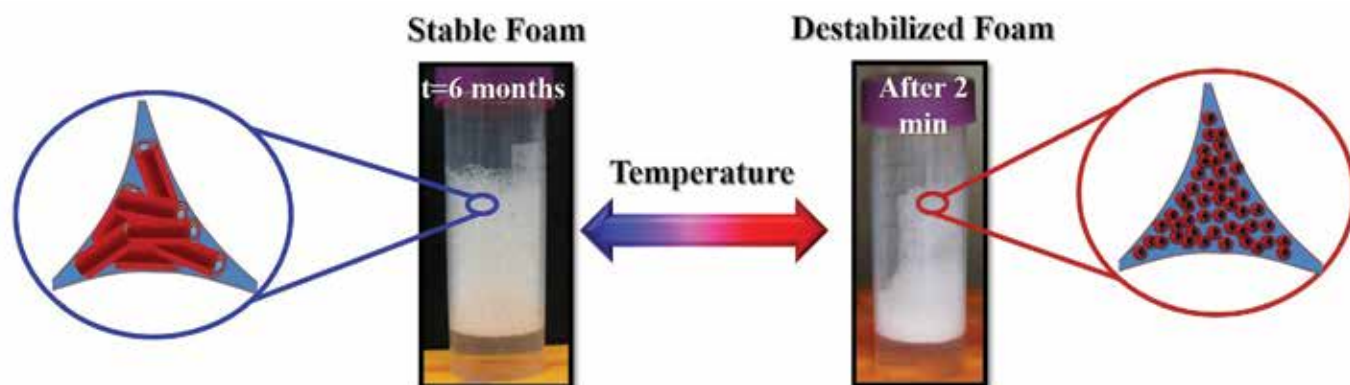 Stable Foam
t=6 months
Temperature
Destabilized Foam
After 2
min